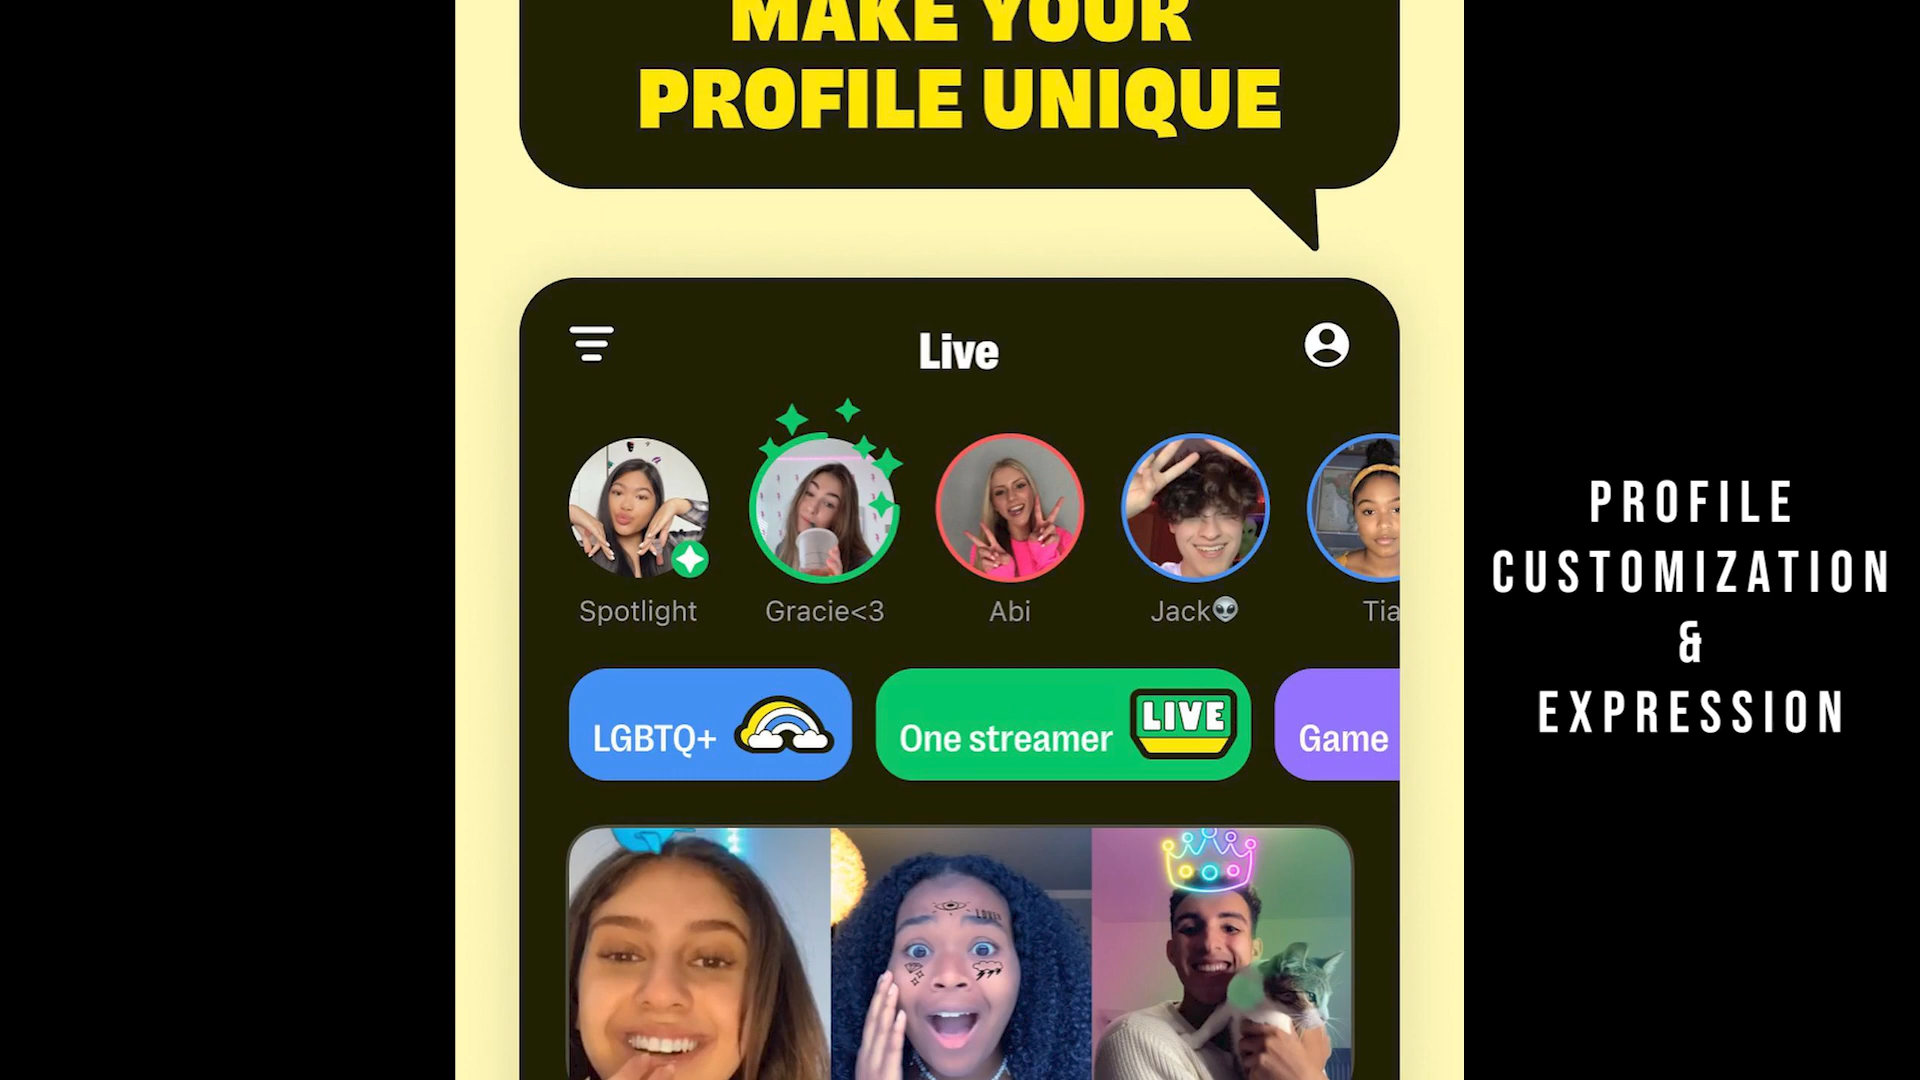 MAKE YOUR
PROFILE UNIQUE
Live
Spotlight
Gracie<3
Abi
Jack👽
Tia
LGBTQ+
One streamer
LIVE
Game
LOVER
PROFILE
CUSTOMIZATION
&
EXPRESSION